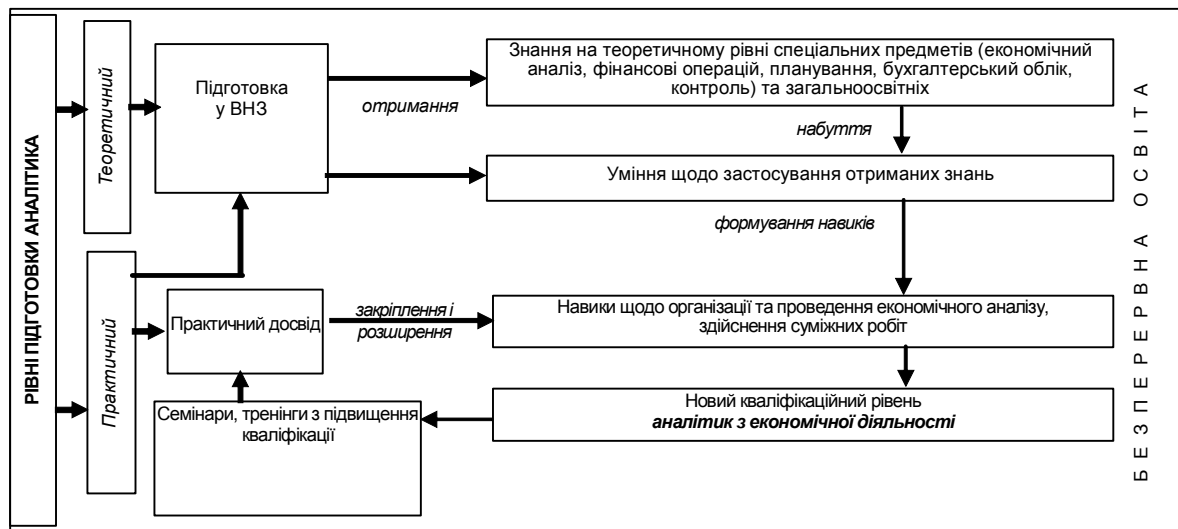 РІВНІ ПІДГОТОВКИ АНАЛІТИКА
Теоретичний
Підготовка
у ВНЗ
отримання
Знання на теоретичному рівні спеціальних предметів (економічний
аналіз, фінансові операцій, планування, бухгалтерський облік,
контроль) та загальноосвітніх
набуття
Уміння щодо застосування отриманих знань
формування навиків
Практичний
Практичний досвід
закріплення і
розширення
Навики щодо організації та проведення економічного аналізу,
здійснення суміжних робіт
Семінари, тренінги з підвищення
кваліфікації
Новий кваліфікаційний рівень
аналітик з економічної діяльності
БЕЗПЕРЕРВНА ОСВІТА